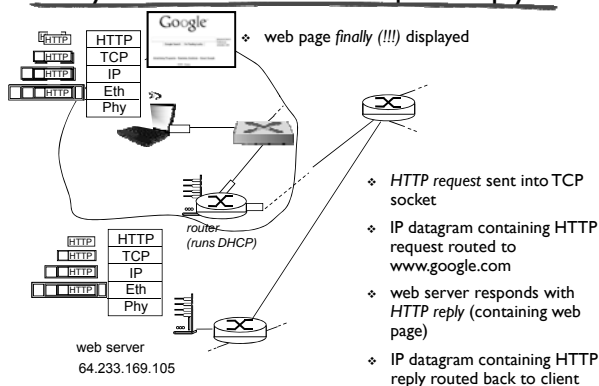 Google
web page finally (!!!) displayed
HTTP
HTTP
HTTP
HTTP
HTTP
TCP
IP
Eth
Phy
router
(runs DHCP)
HTTP
HTTP
HTTP
HTTP
HTTP
TCP
IP
Eth
Phy
web server
64.233.169.105
HTTP request sent into TCP
socket
IP datagram containing HTTP
request routed to
www.google.com
web server responds with
HTTP reply (containing web
page)
IP datagram containing HTTP
reply routed back to client